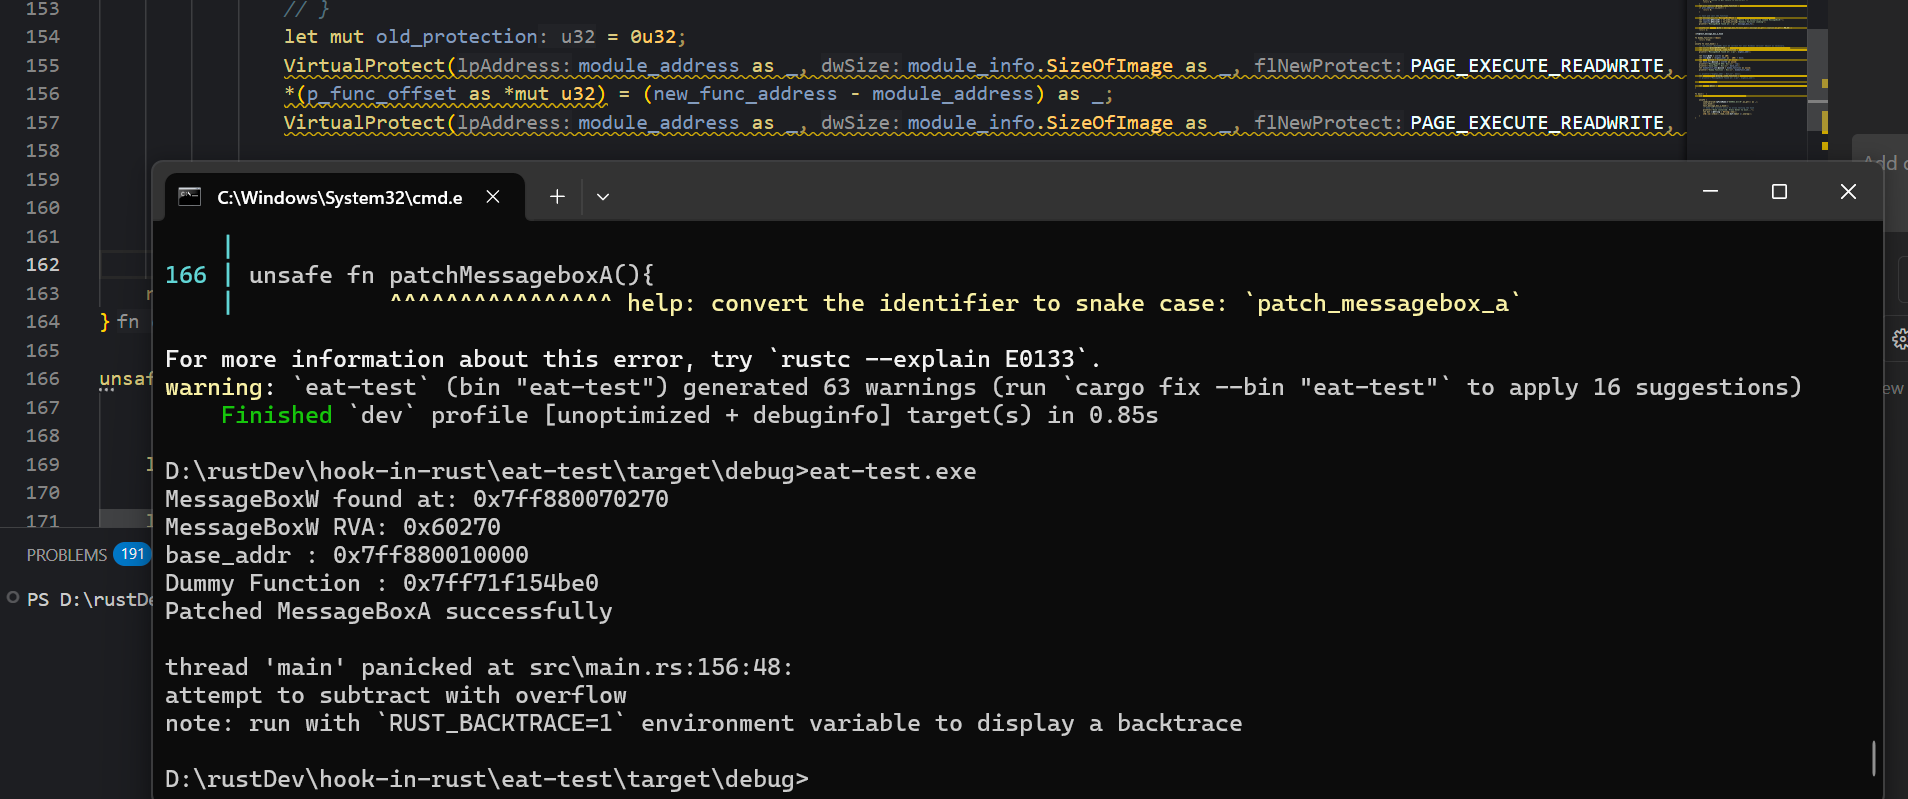 153 // }
154 let mut old_protection: u32 = 0u32;
155 VirtualProtect(lpAddress: module_address as _, dwSize: module_info.SizeOfImage as _, flNewProtect: PAGE_EXECUTE_READWRITE,
156 *(p_func_offset as *mut u32) = (new_func_address - module_address) as _;
157 VirtualProtect(lpAddress: module_address as _, dwSize: module_info.SizeOfImage as _, flNewProtect: PAGE_EXECUTE_READWRITE,
158
159
160
161
162
163
164 } fn
165
166 unsaf
167
168
169
170
171
Add
C:\Windows\System32\cmd.e
|
166 | unsafe fn patchMessageboxA(){
| ^^^^^^^^^^^^^^^^ help: convert the identifier to snake case: `patch_messagebox_a`
For more information about this error, try `rustc --explain E0133`.
warning: `eat-test` (bin "eat-test") generated 63 warnings (run `cargo fix --bin "eat-test"` to apply 16 suggestions)
Finished `dev` profile [unoptimized + debuginfo] target(s) in 0.85s
D:\rustDev\hook-in-rust\eat-test\target\debug>eat-test.exe
MessageBoxW found at: 0x7ff880070270
MessageBoxW RVA: 0x60270
base_addr : 0x7ff880010000
Dummy Function : 0x7ff71f154be0
Patched MessageBoxA successfully
thread 'main' panicked at src\main.rs:156:48:
attempt to subtract with overflow
note: run with `RUST_BACKTRACE=1` environment variable to display a backtrace
D:\rustDev\hook-in-rust\eat-test\target\debug>
PROBLEMS 191
PS D:\rustDe
ew